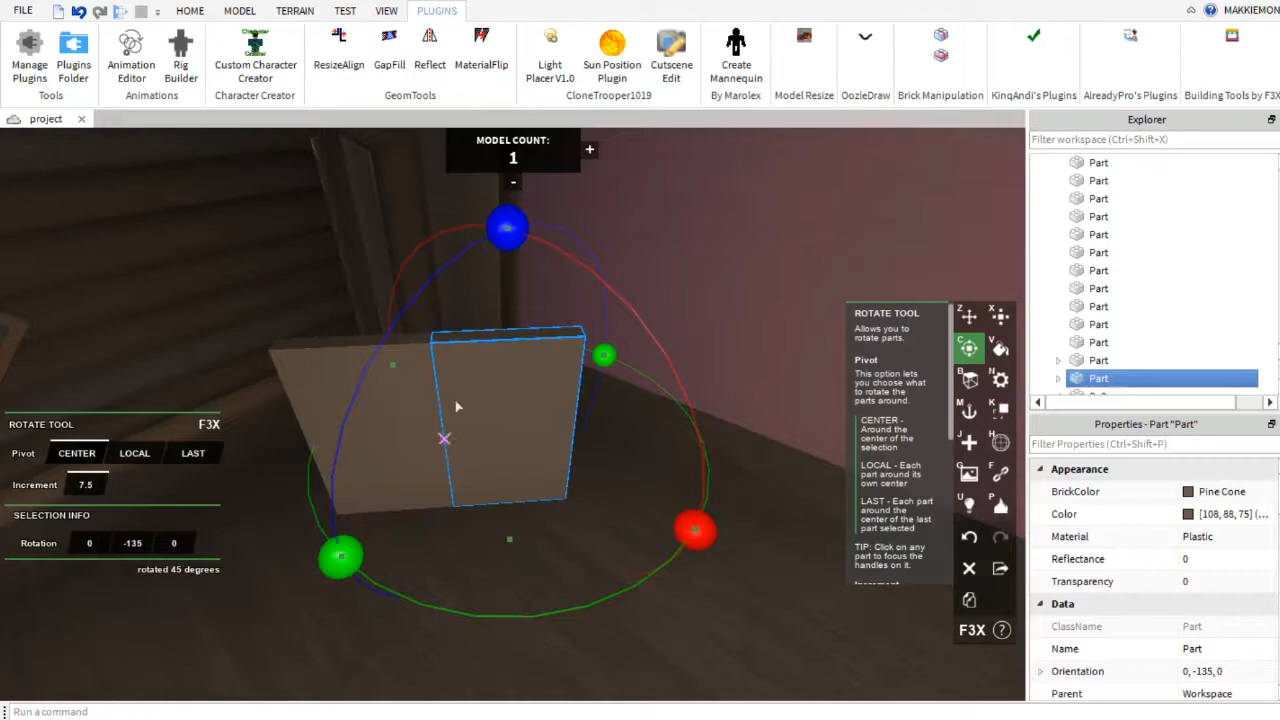 FILE HOME MODEL TERRAIN TEST VIEW PLUGINS MAKKIEMON
Manage Plugins
Plugins Folder
Tools
Animation Editor
Rig Builder
Animations
Custom Character Creator
Character Creator
ResizeAlign
GapFill
Reflect
MaterialFlip
GeomTools
Light Placer V1.0
Sun Position Plugin
Cutscene Edit
CloneTrooper1019
Create Mannequin
By Marolex
Model Resize
OozleDraw
Brick Manipulation
KinqAndi's Plugins
AlreadyPro's Plugins
Building Tools by F3X
project
MODEL COUNT:
1
+
-
ROTATE TOOL F3X
Pivot CENTER LOCAL LAST
Increment 7.5
SELECTION INFO
Rotation 0 -135 0
rotated 45 degrees
ROTATE TOOL
Allows you to
rotate parts.
Pivot
This option lets
you choose what
to rotate the
parts around.
CENTER -
Around the
center of the
selection
LOCAL - Each
part around its
own center
LAST - Each part
around the
center of the last
part selected
TIP: Click on any
part to focus the
handles on it.
Increment
Z X
C V
B N
M K
J H
G F
U P
F3X ?
Explorer
Filter workspace (Ctrl+Shift+X)
Part
Part
Part
Part
Part
Part
Part
Part
Part
Part
Part
Part
Part
Properties - Part "Part"
Filter Properties (Ctrl+Shift+P)
Appearance
BrickColor Pine Cone
Color [108, 88, 75] (...
Material Plastic
Reflectance 0
Transparency 0
Data
ClassName Part
Name Part
Orientation 0, -135, 0
Parent Workspace
Run a command